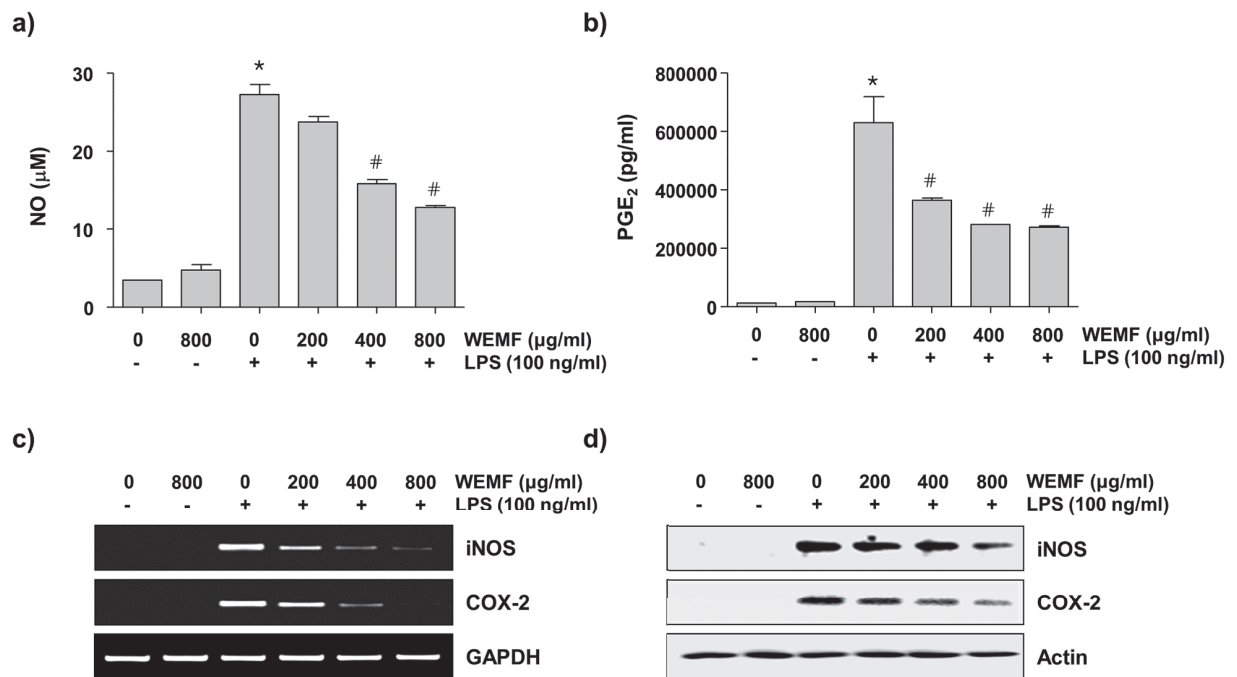 a)
*
30
20
10
0
#
#
NO (μM)
0 800 0 200 400 800 WEMF (μg/ml)
- - + + + + LPS (100 ng/ml)
b)
*
800000
600000
400000
200000
0
#
#
#
PGE2 (pg/ml)
0 800 0 200 400 800 WEMF (μg/ml)
- - + + + + LPS (100 ng/ml)
c)
0 800 0 200 400 800 WEMF (μg/ml)
- - + + + + LPS (100 ng/ml)
iNOS
COX-2
GAPDH
d)
0 800 0 200 400 800 WEMF (μg/ml)
- - + + + + LPS (100 ng/ml)
iNOS
COX-2
Actin